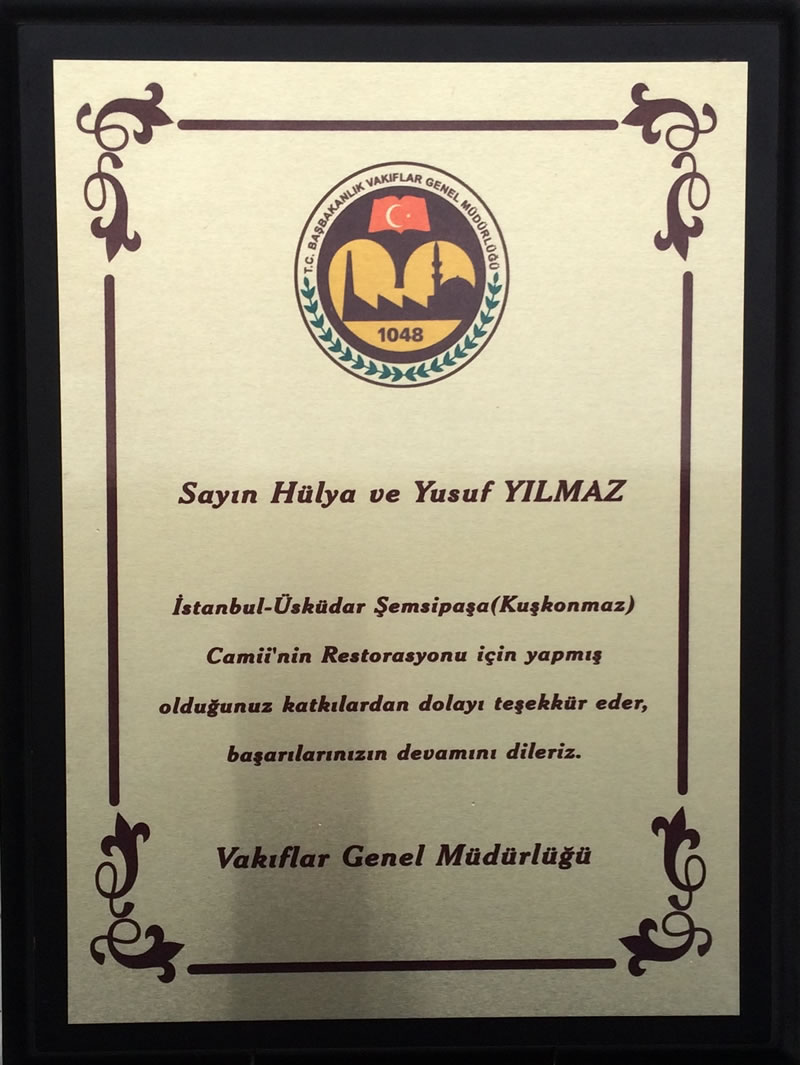 T.C. BAŞBAKANLIK VAKIFLAR GENEL MÜDÜRLÜĞÜ
1048
Sayın Hülya ve Yusuf YILMAZ
İstanbul-Üsküdar Şemsipaşa(Kuşkonmaz)
Camii'nin Restorasyonu için yapmış
olduğunuz katkılardan dolayı teşekkür eder,
başarılarınızın devamını dileriz.
Vakıflar Genel Müdürlüğü